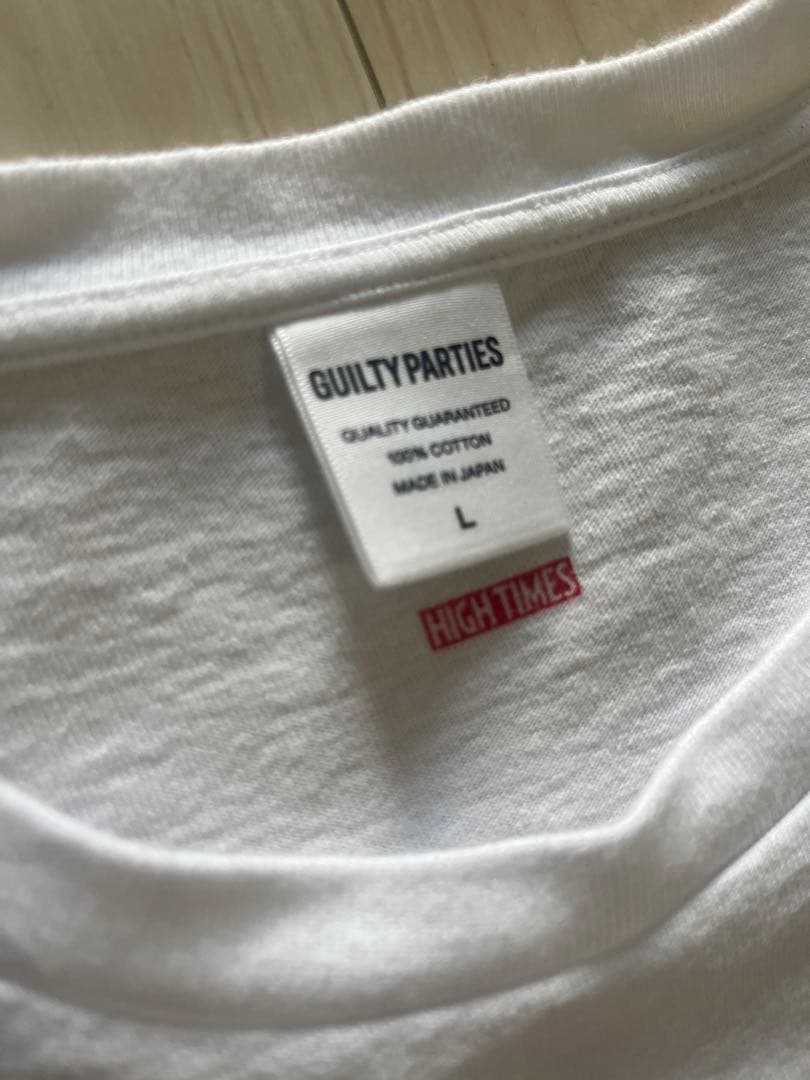 GUILTY PARTIES
QUALITY GUARANTEED
100% COTTON
MADE IN JAPAN
L
HIGH TIMES